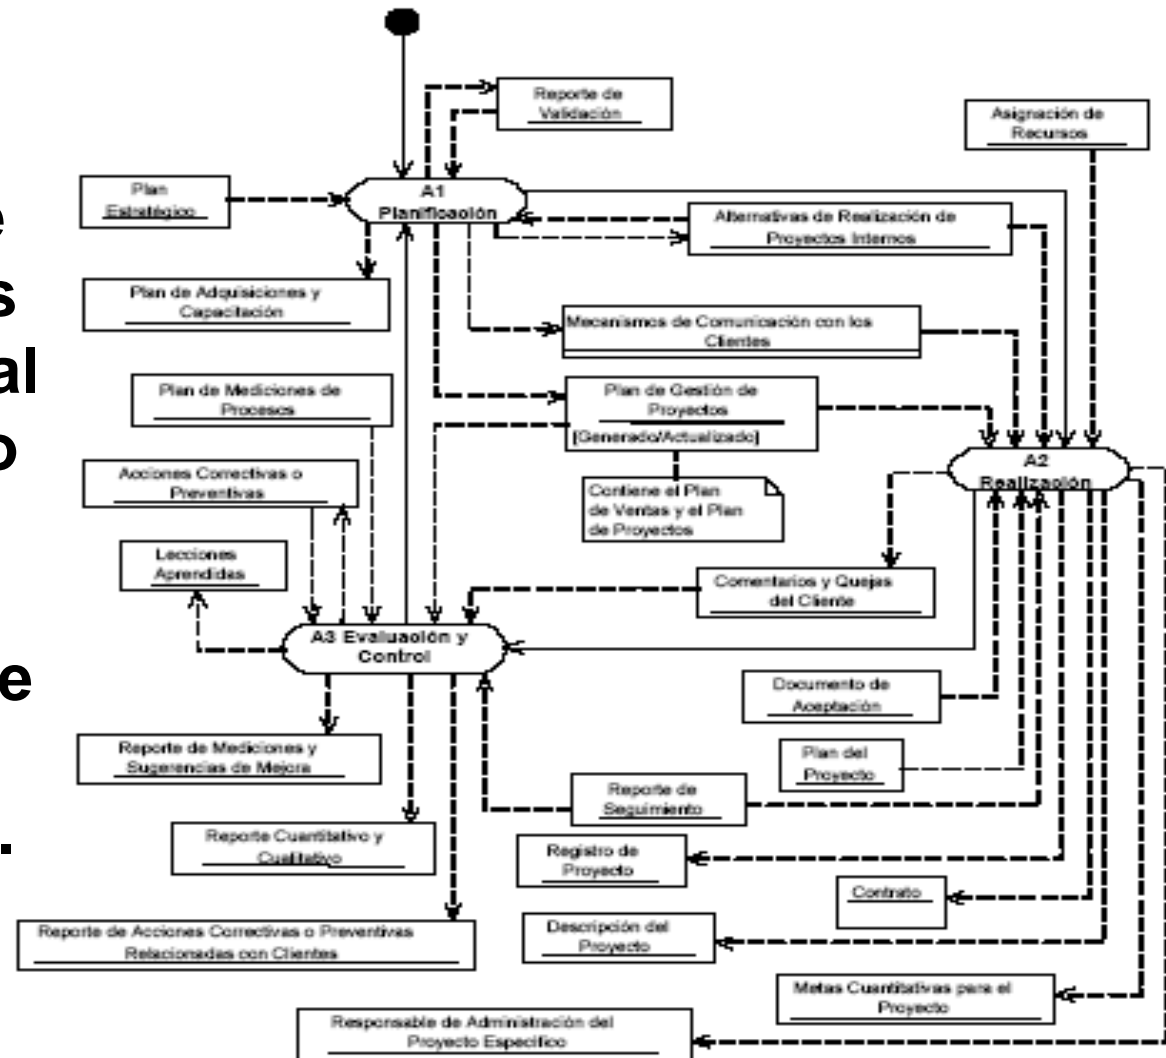 Reporte de
Validación
Asignación de
Recursos
Plan
Estratégico
A1
Planificación
Alternativas de Realización de
Proyectos Internos
Plan de Adquisiciones y
Capacitación
Mecanismos de Comunicación con los
Clientes
Plan de Mediciones de
Procesos
Plan de Gestión de
Proyectos
[Generado/Actualizado]
Acciones Correctivas o
Preventivas
A2
Realización
Contiene el Plan
de Ventas y el Plan
de Proyectos
Lecciones
Aprendidas
Comentarios y Quejas
del Cliente
A3 Evaluación y
Control
Documento de
Aceptación
Reporte de Mediciones y
Sugerencias de Mejora
Plan del
Proyecto
Reporte de
Seguimiento
Reporte Cuantitativo y
Cualitativo
Registro de
Proyecto
Contrato
Reporte de Acciones Correctivas o Preventivas
Relacionadas con Clientes
Descripción del
Proyecto
Metas Cuantitativas para el
Proyecto
Responsable de Administración del
Proyecto Específico
e
s
al
o
e
.